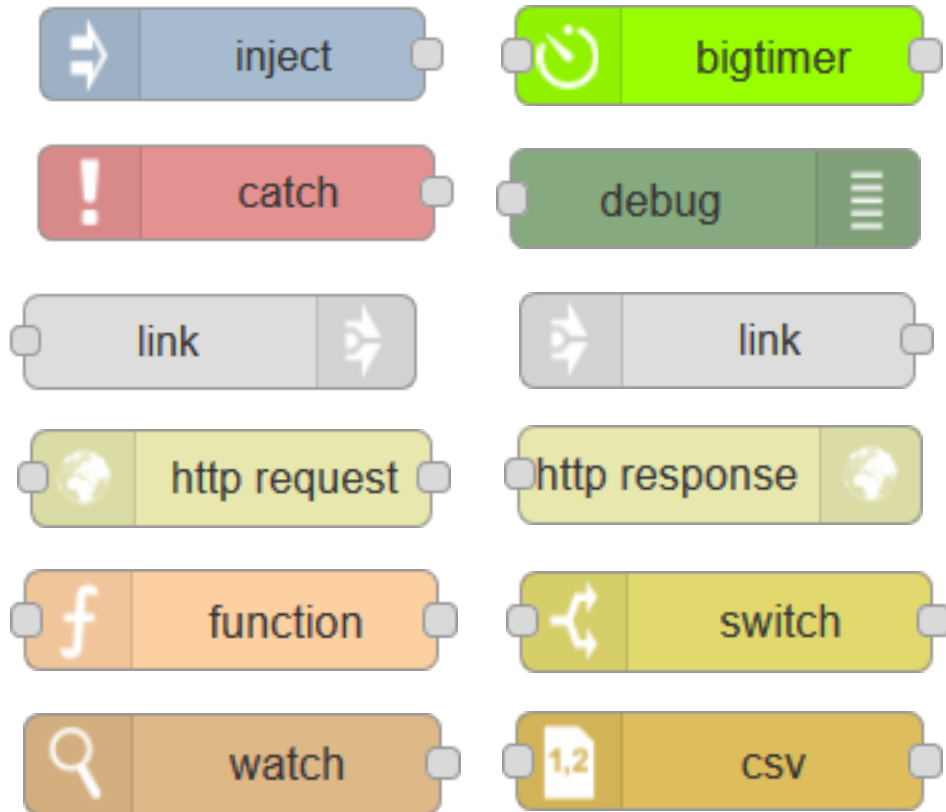 inject
bigtimer
!
catch
debug
link
link
http request
http response
function
switch
watch
1,2
csv